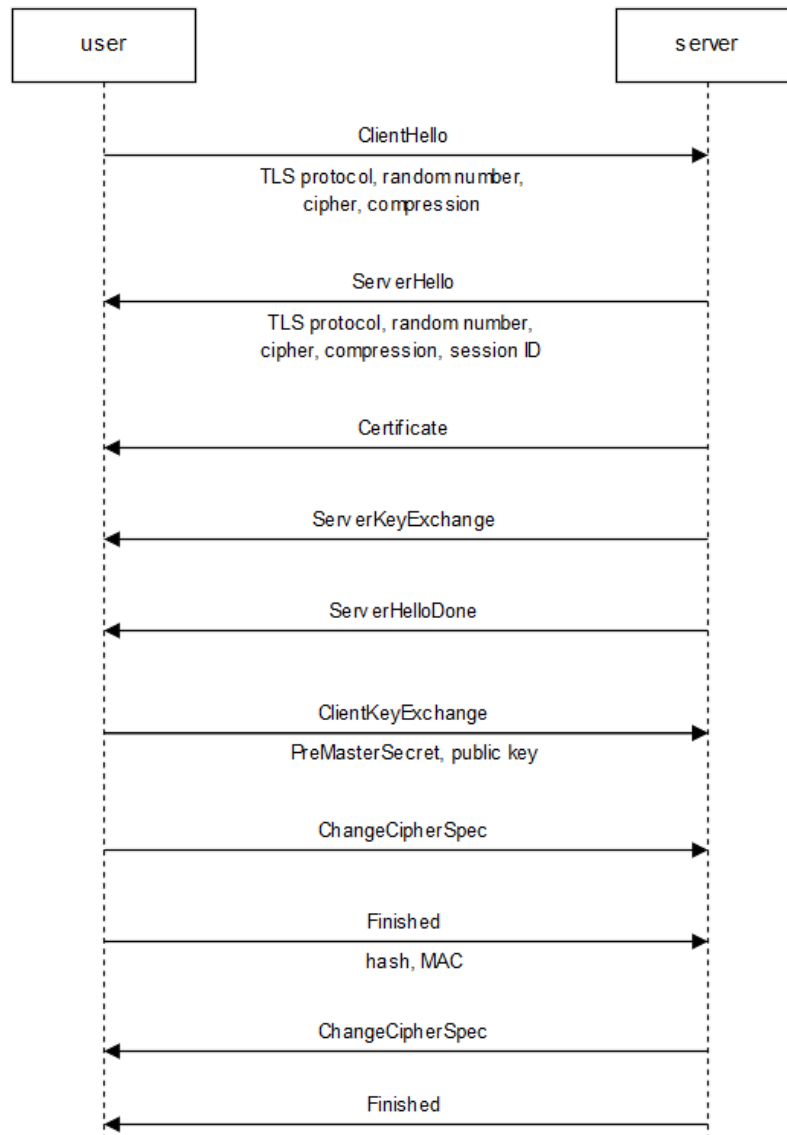 user
server
ClientHello
TLS protocol, random number,
cipher, compression
ServerHello
TLS protocol, random number,
cipher, compression, session ID
Certificate
ServerKeyExchange
ServerHelloDone
ClientKeyExchange
PreMasterSecret, public key
ChangeCipherSpec
Finished
hash, MAC
ChangeCipherSpec
Finished